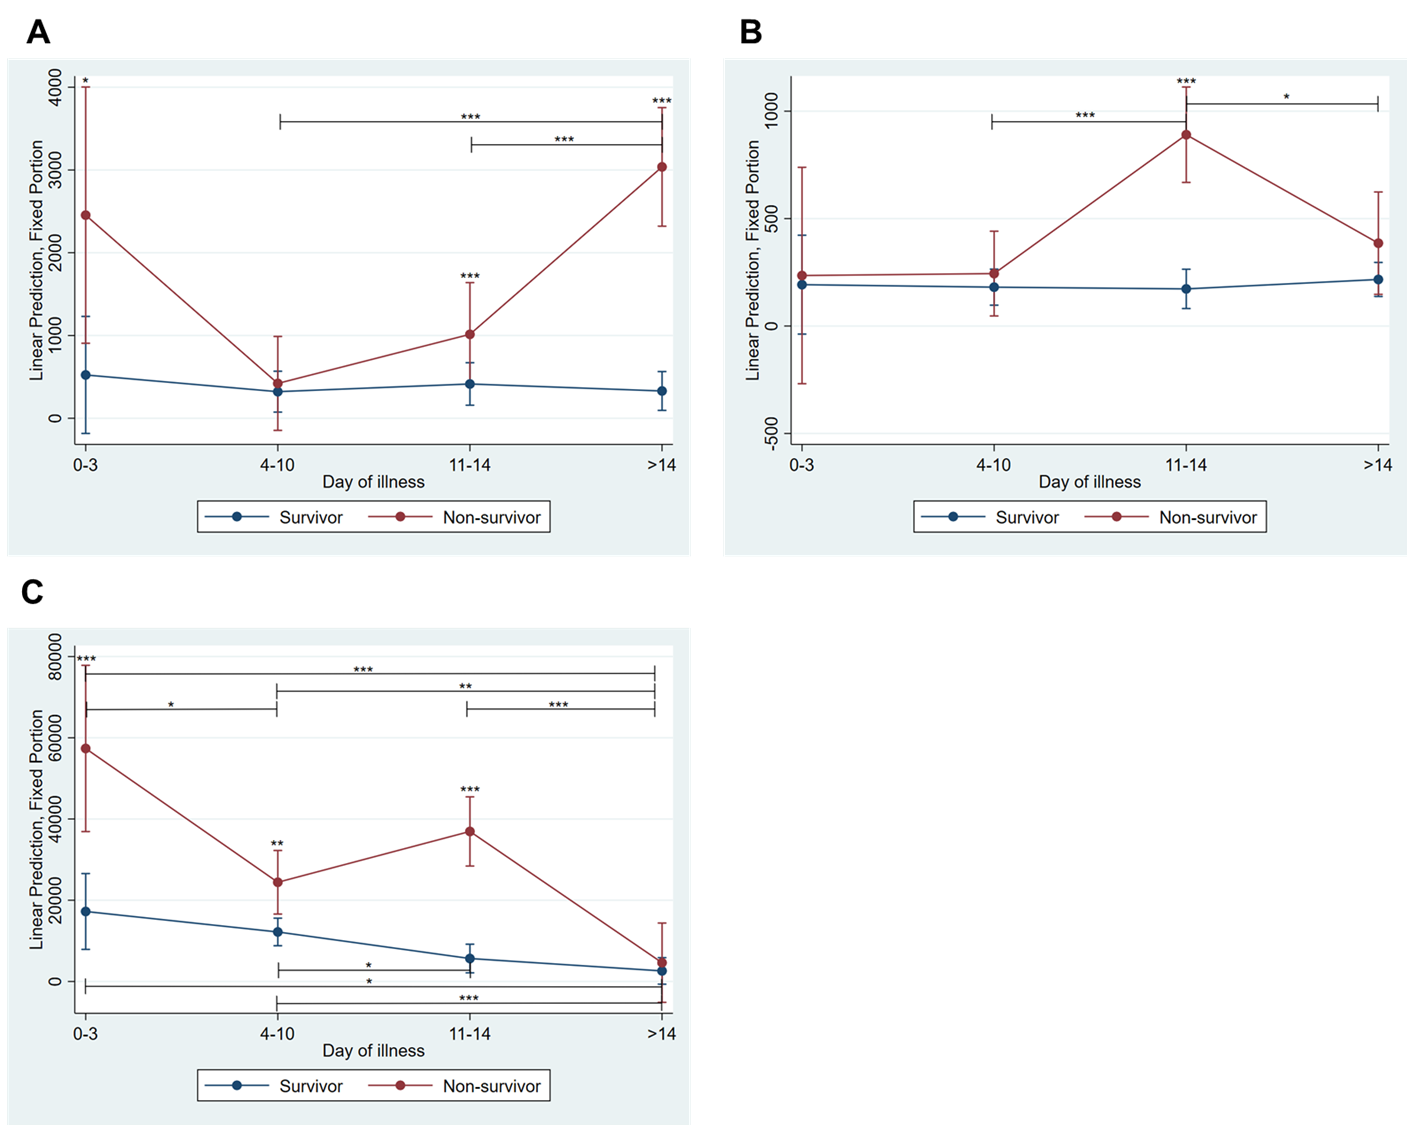 A
Linear Prediction, Fixed Portion
4000
3000
2000
1000
0
*
***
***
***
***
0-3 4-10 11-14 >14
Day of illness
Survivor Non-survivor
B
Linear Prediction, Fixed Portion
1000
500
0
-500
***
*
***
0-3 4-10 11-14 >14
Day of illness
Survivor Non-survivor
C
Linear Prediction, Fixed Portion
80000
60000
40000
20000
0
***
***
**
* ***
***
**
*
*
***
0-3 4-10 11-14 >14
Day of illness
Survivor Non-survivor